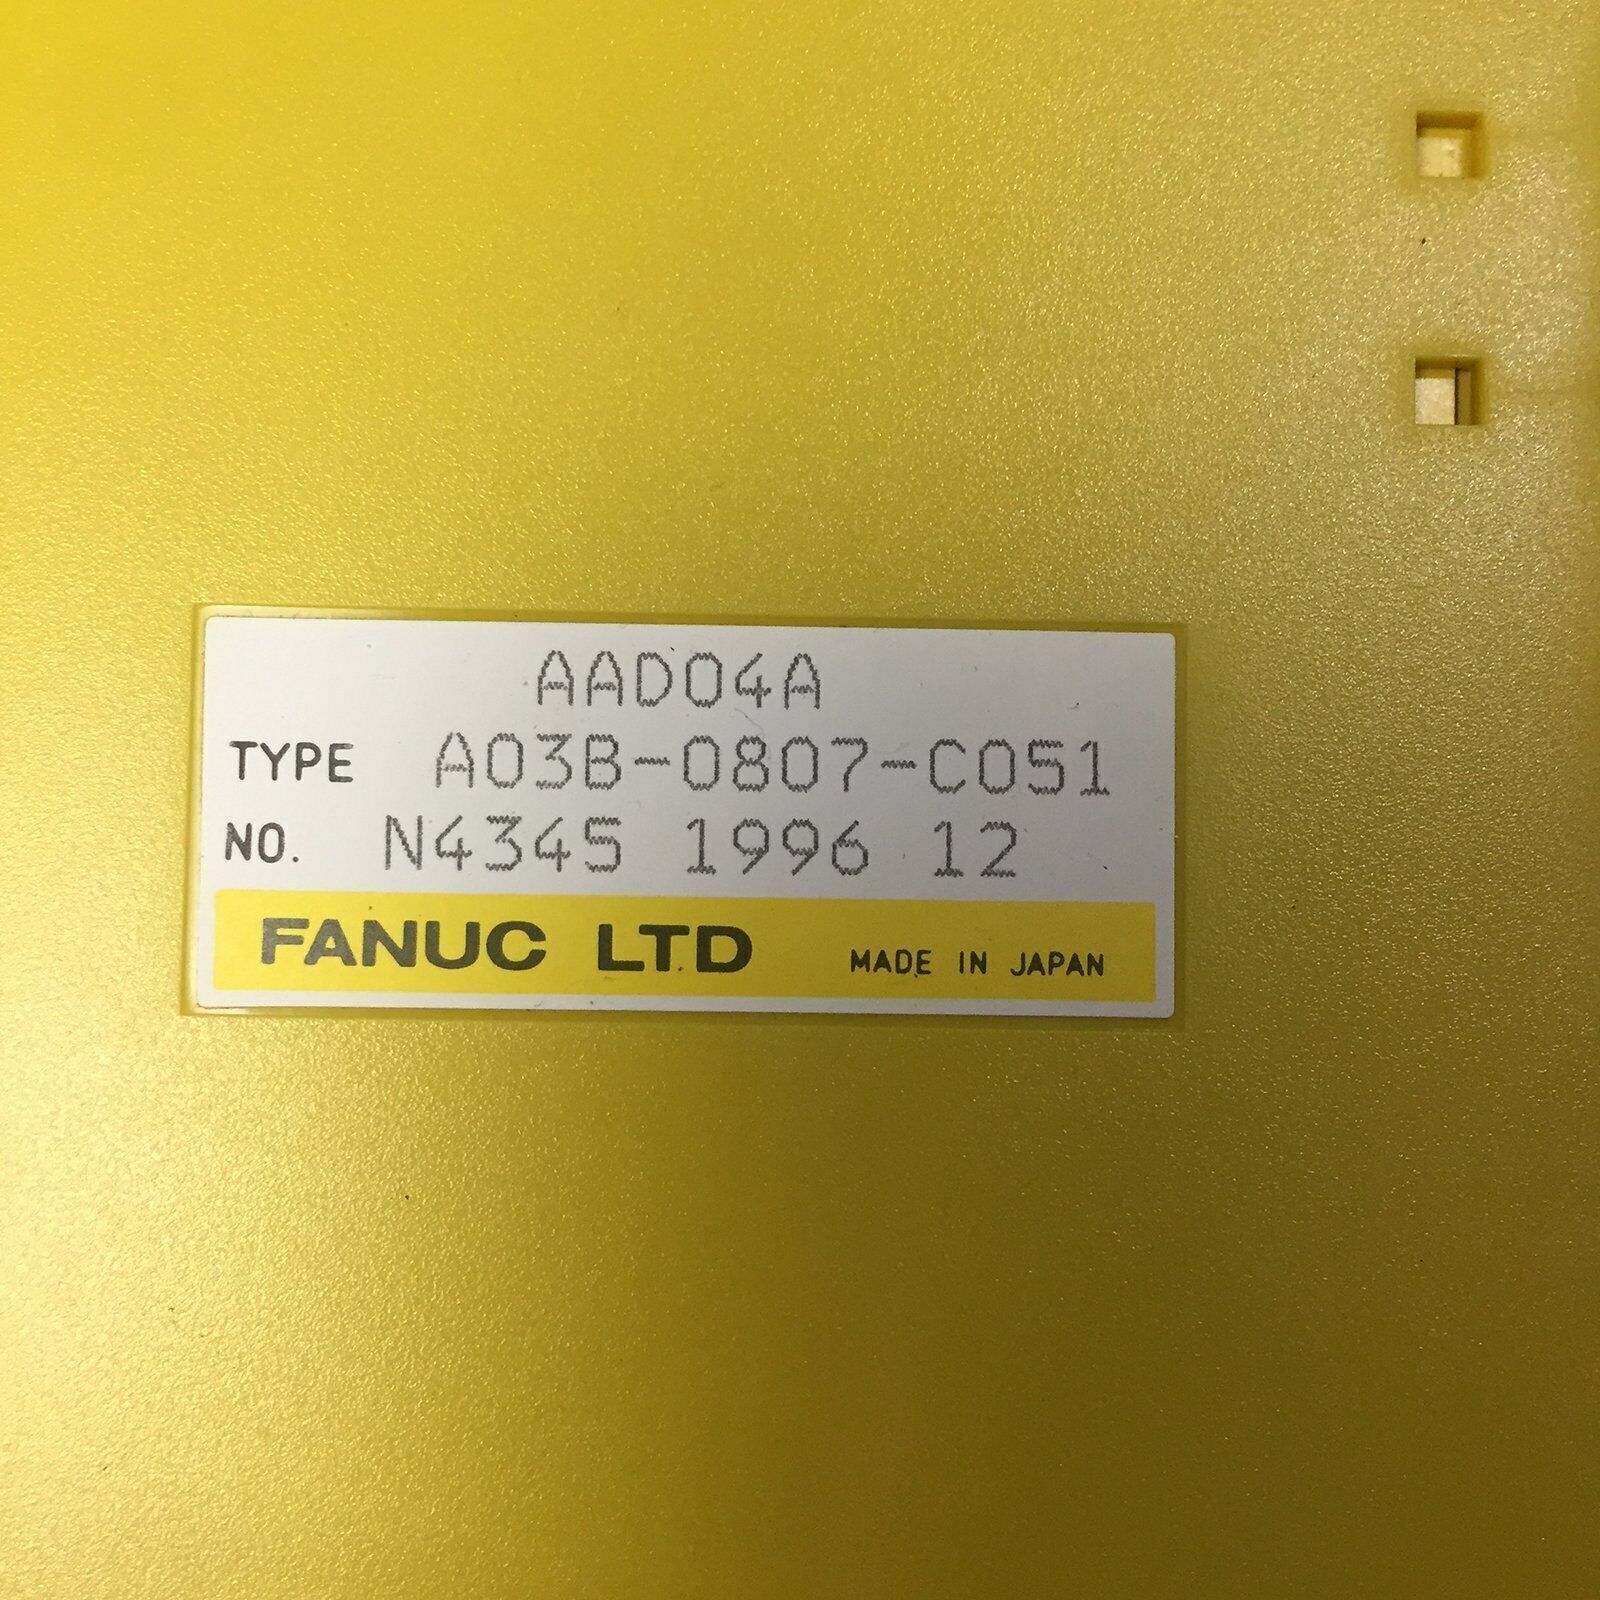 AAD04A
TYPE A03B-0807-C051
NO. N4345 1996 12
FANUC LTD MADE IN JAPAN